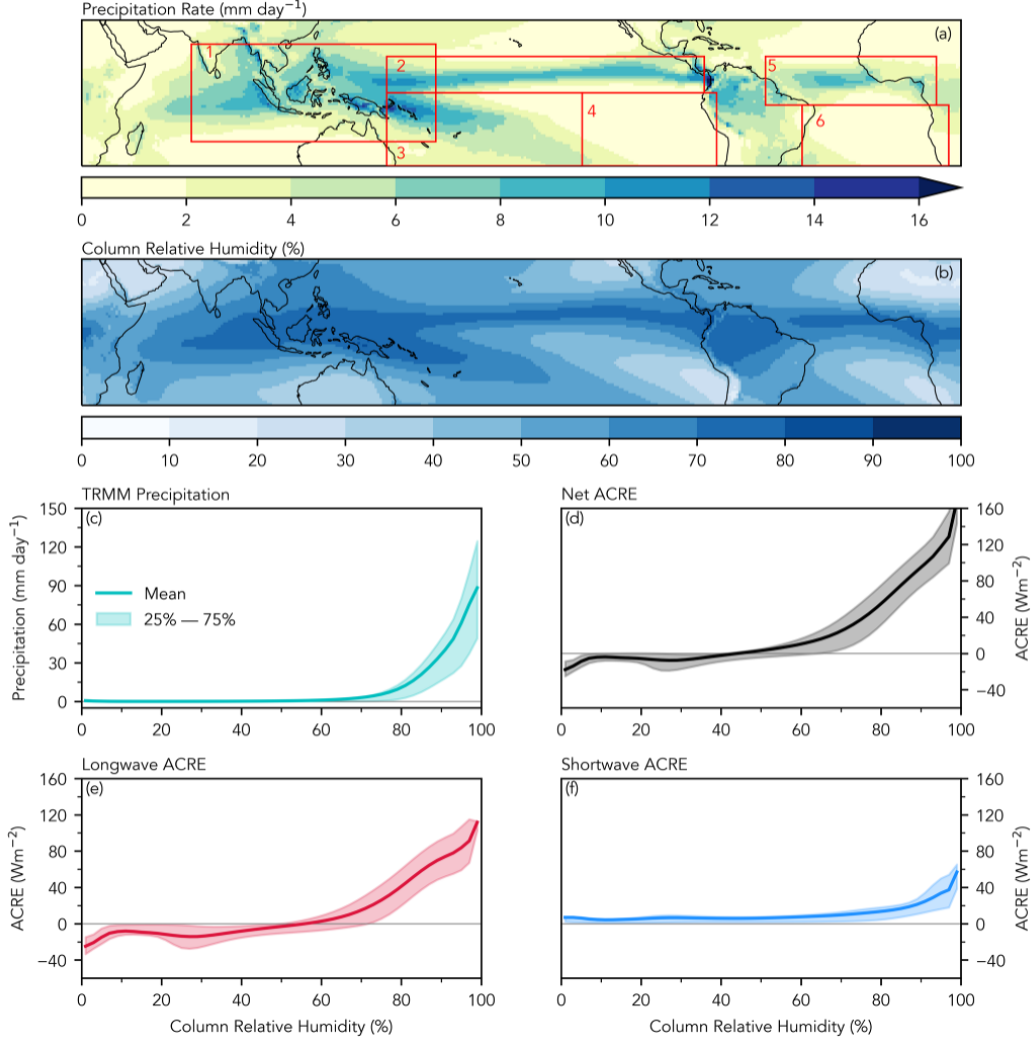 Precipitation Rate (mm day⁻¹)
(a)
1
2
3
4
5
6
0 2 4 6 8 10 12 14 16
Column Relative Humidity (%)
(b)
0 10 20 30 40 50 60 70 80 90 100
TRMM Precipitation
(c)
Precipitation (mm day⁻¹)
150
120
90
60
30
0
Mean
25% — 75%
0 20 40 60 80 100
Net ACRE
(d)
160
120
80
40
0
−40
ACRE (Wm⁻²)
0 20 40 60 80 100
Longwave ACRE
(e)
ACRE (Wm⁻²)
160
120
80
40
0
−40
0 20 40 60 80 100
Column Relative Humidity (%)
Shortwave ACRE
(f)
160
120
80
40
0
−40
ACRE (Wm⁻²)
0 20 40 60 80 100
Column Relative Humidity (%)